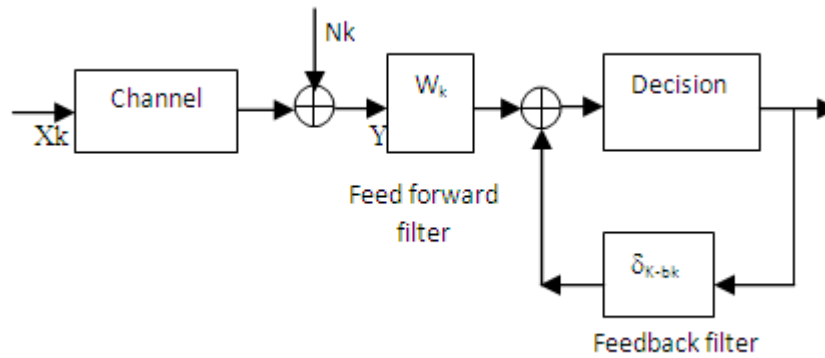 Nk
Channel
Wₖ
Decision
Xk
Y
Feed forward
filter
δK-bk
Feedback filter